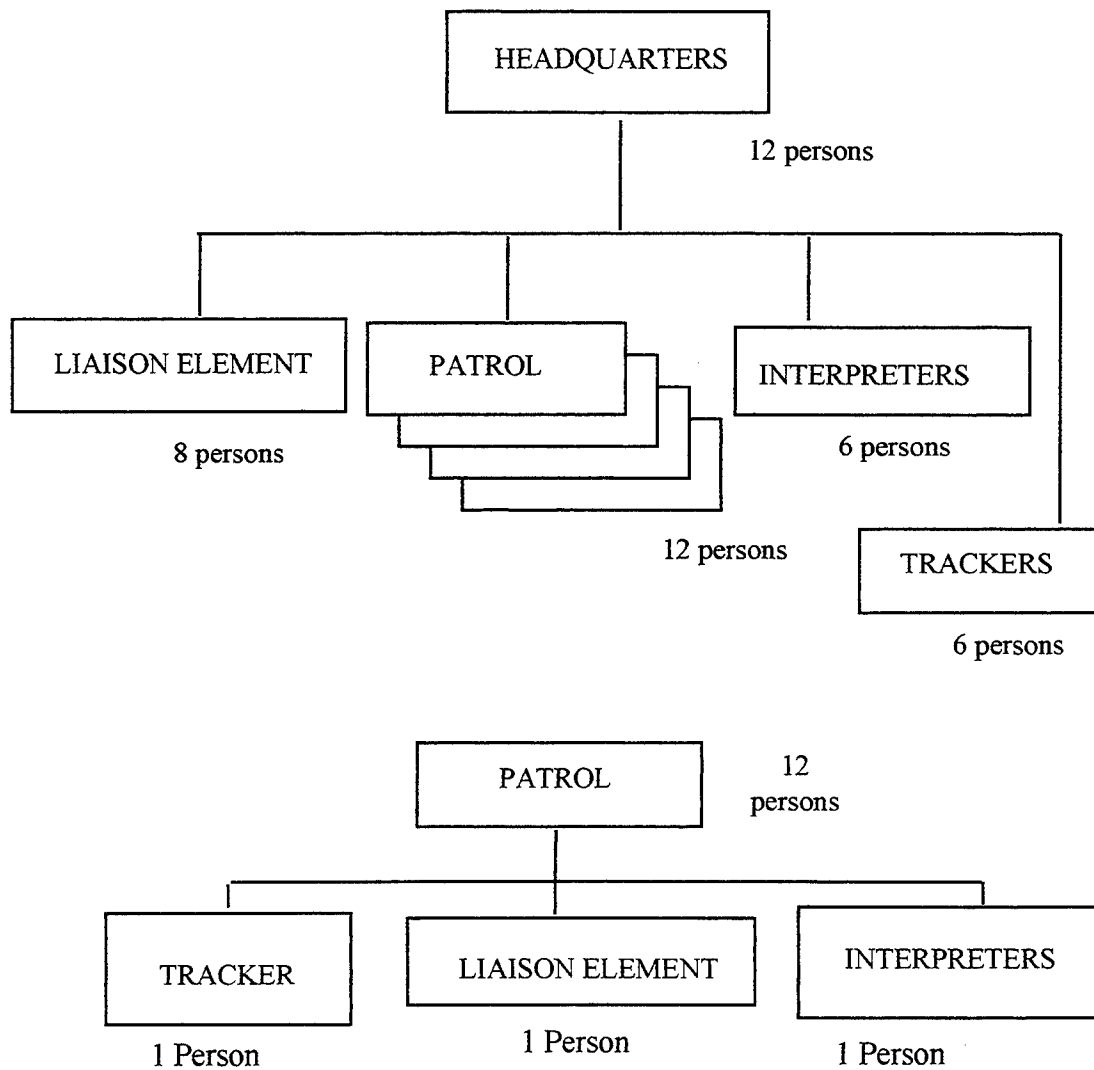 HEADQUARTERS
12 persons
LIAISON ELEMENT
PATROL
INTERPRETERS
8 persons
6 persons
12 persons
TRACKERS
6 persons
PATROL
12
persons
TRACKER
LIAISON ELEMENT
INTERPRETERS
1 Person
1 Person
1 Person